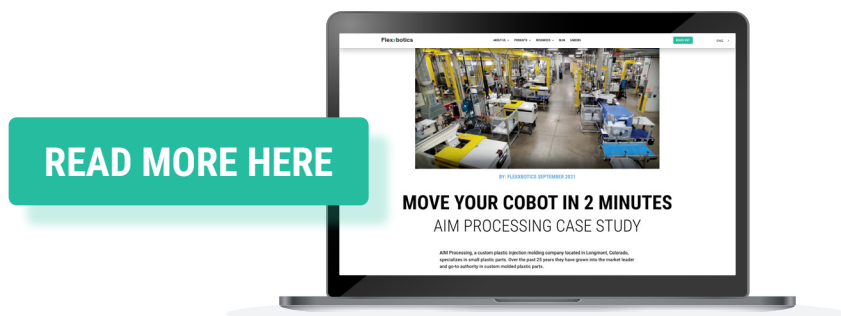 READ MORE HERE
Flexxbotics
ABOUT US PRODUCTS RESOURCES BLOG CAREERS
BY: FLEXXBOTICS SEPTEMBER 2021
MOVE YOUR COBOT IN 2 MINUTES
AIM PROCESSING CASE STUDY
AIM Processing, a custom plastic injection molding company located in Longmont, Colorado,
specializes in small plastic parts. Over the past 25 years they have grown into the market leader
and go-to authority in custom molded plastic parts.